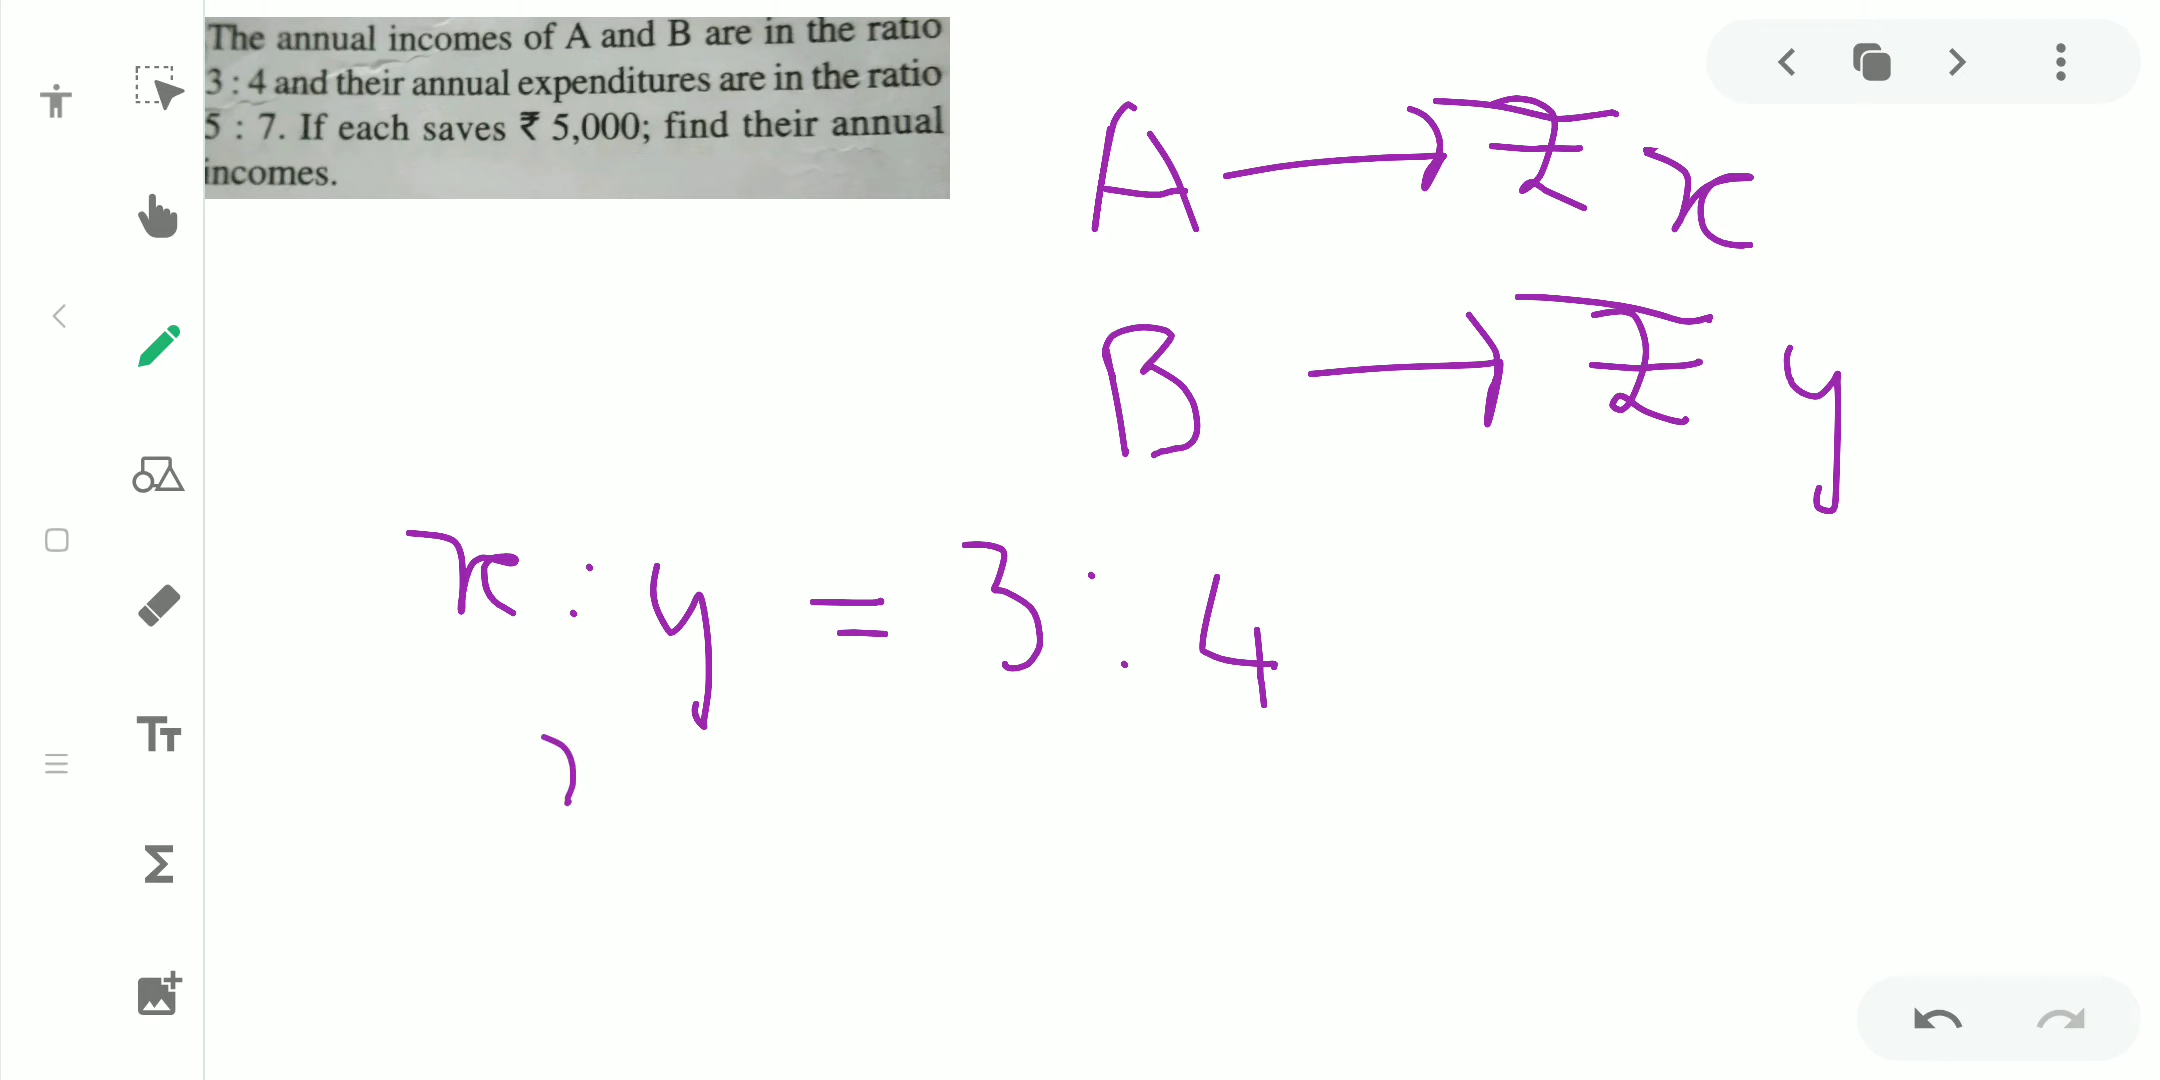 The annual incomes of A and B are in the ratio
3 : 4 and their annual expenditures are in the ratio
5 : 7. If each saves ₹ 5,000; find their annual
incomes.
A → ₹ x
B → ₹ y
x : y = 3 : 4
Tт
Σ